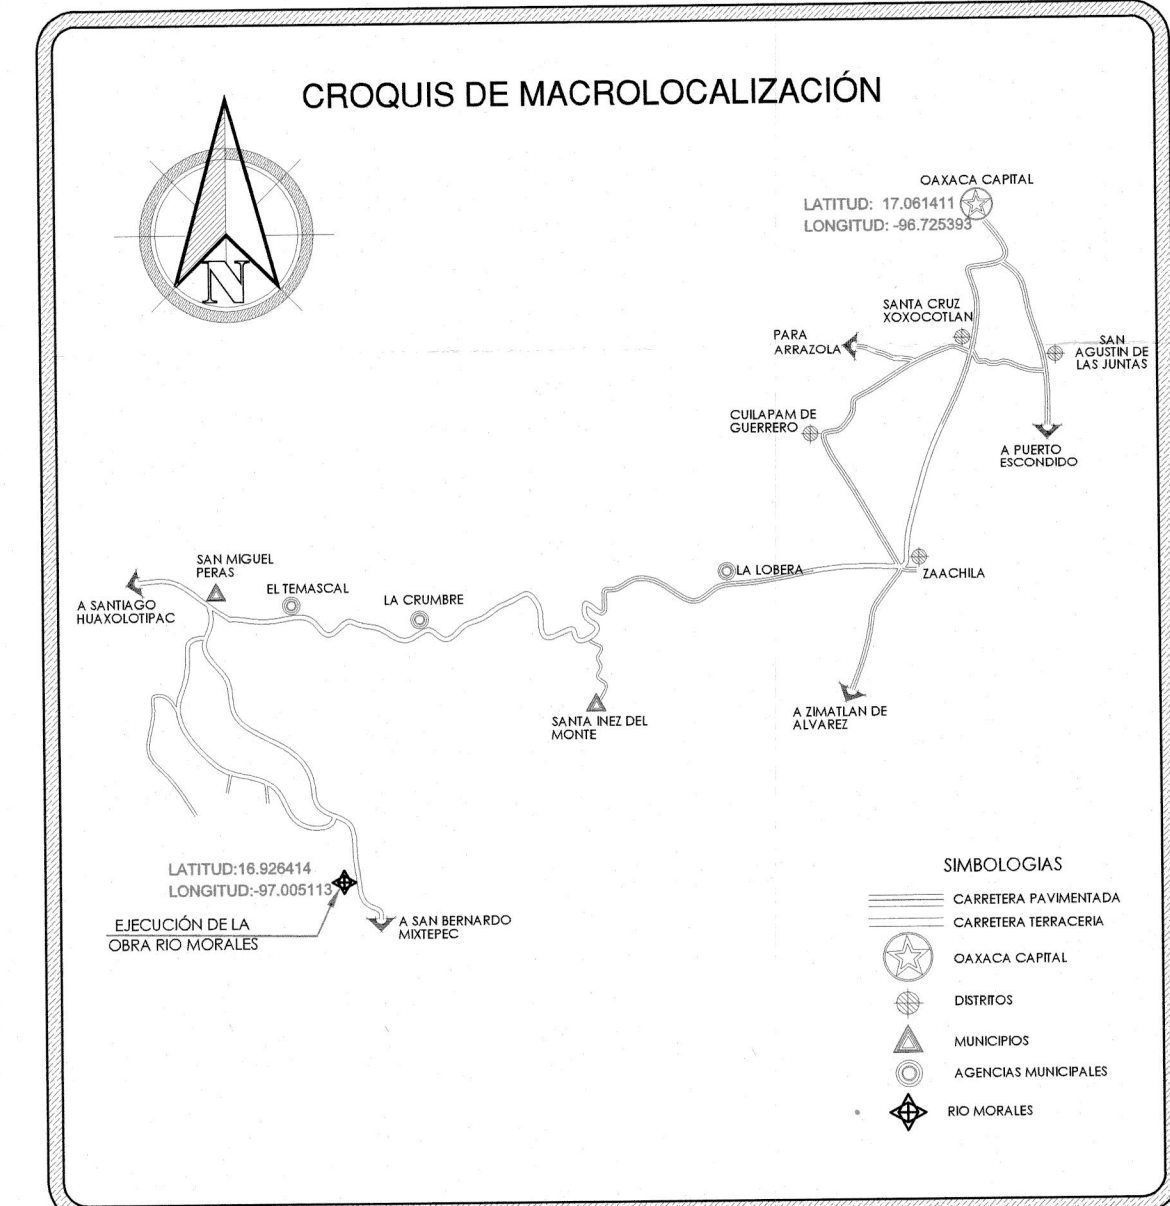 CROQUIS DE MACROLOCALIZACIÓN
N
OAXACA CAPITAL
LATITUD: 17.061411
LONGITUD: -96.725393
SANTA CRUZ
XOXOCOTLAN
PARA
ARRAZOLA
SAN
AGUSTIN DE
LAS JUNTAS
CUILAPAM DE
GUERRERO
A PUERTO
ESCONDIDO
SAN MIGUEL
PERAS
EL TEMASCAL
LA CRUMBRE
LA LOBERA
ZAACHILA
A SANTIAGO
HUAXOLOTIPAC
SANTA INEZ DEL
MONTE
A ZIMATLAN DE
ALVAREZ
LATITUD:16.926414
LONGITUD:-97.005113
EJECUCIÓN DE LA
OBRA RIO MORALES
A SAN BERNARDO
MIXTEPEC
SIMBOLOGIAS
CARRETERA PAVIMENTADA
CARRETERA TERRACERIA
OAXACA CAPITAL
DISTRITOS
MUNICIPIOS
AGENCIAS MUNICIPALES
RIO MORALES